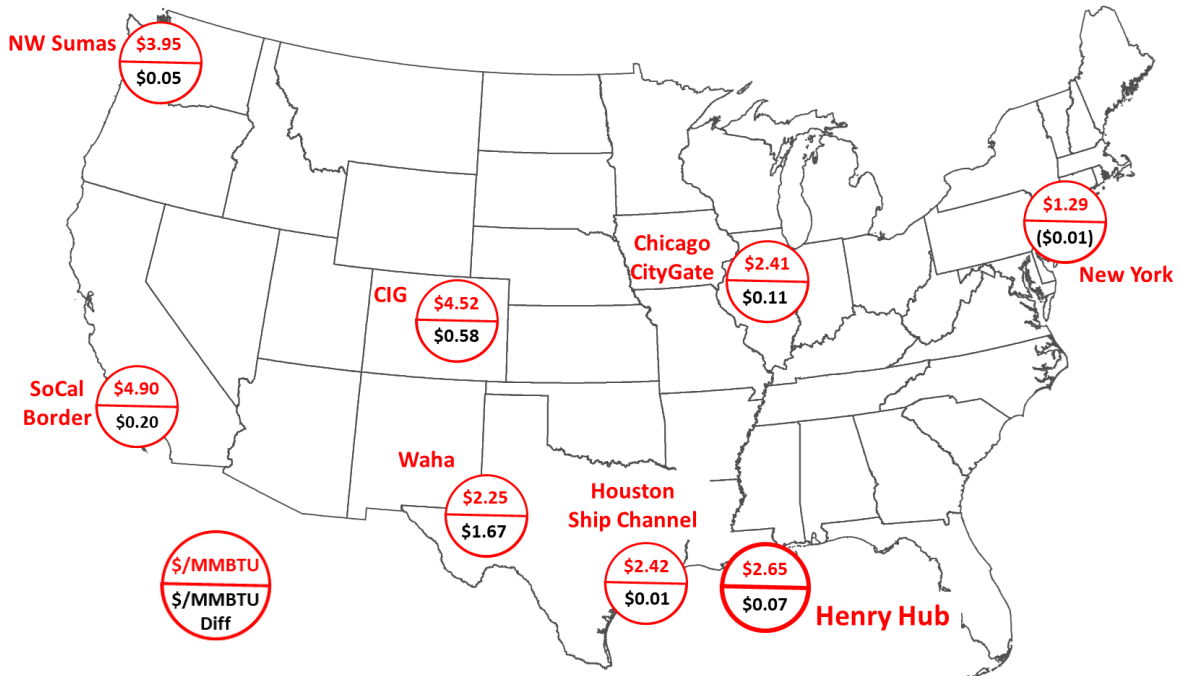 NW Sumas
$3.95
$0.05
$1.29
($0.01)
New York
Chicago
CityGate
$2.41
$0.11
CIG
$4.52
$0.58
SoCal
Border
$4.90
$0.20
Waha
$2.25
$1.67
Houston
Ship Channel
$2.42
$0.01
$2.65
$0.07
Henry Hub
$/MMBTU
$/MMBTU
Diff